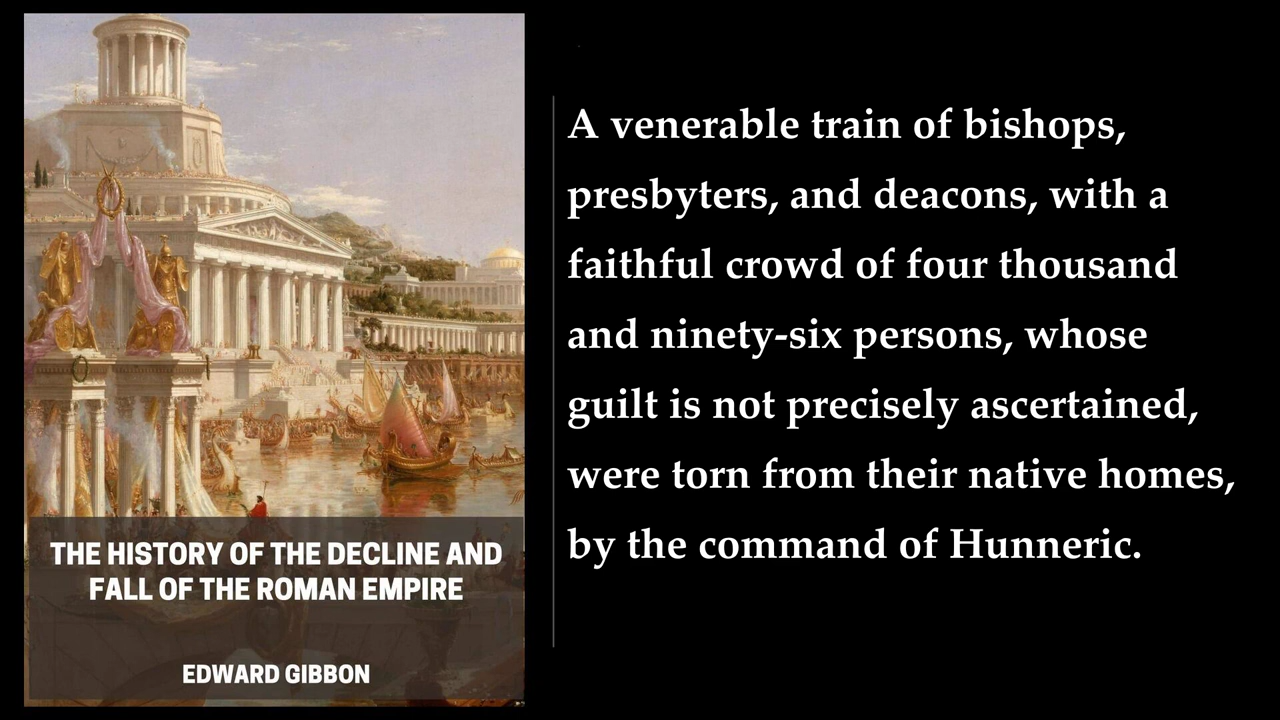 THE HISTORY OF THE DECLINE AND
FALL OF THE ROMAN EMPIRE
EDWARD GIBBON
A venerable train of bishops,
presbyters, and deacons, with a
faithful crowd of four thousand
and ninety-six persons, whose
guilt is not precisely ascertained,
were torn from their native homes,
by the command of Hunneric.